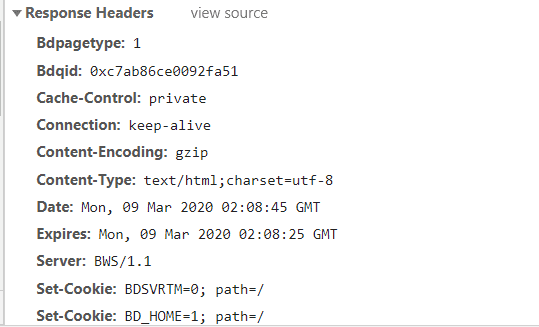 Response Headers view source
Bdpagetype: 1
Bdqid: 0xc7ab86ce0092fa51
Cache-Control: private
Connection: keep-alive
Content-Encoding: gzip
Content-Type: text/html;charset=utf-8
Date: Mon, 09 Mar 2020 02:08:45 GMT
Expires: Mon, 09 Mar 2020 02:08:25 GMT
Server: BWS/1.1
Set-Cookie: BDSVRTM=0; path=/
Set-Cookie: BD_HOME=1; path=/